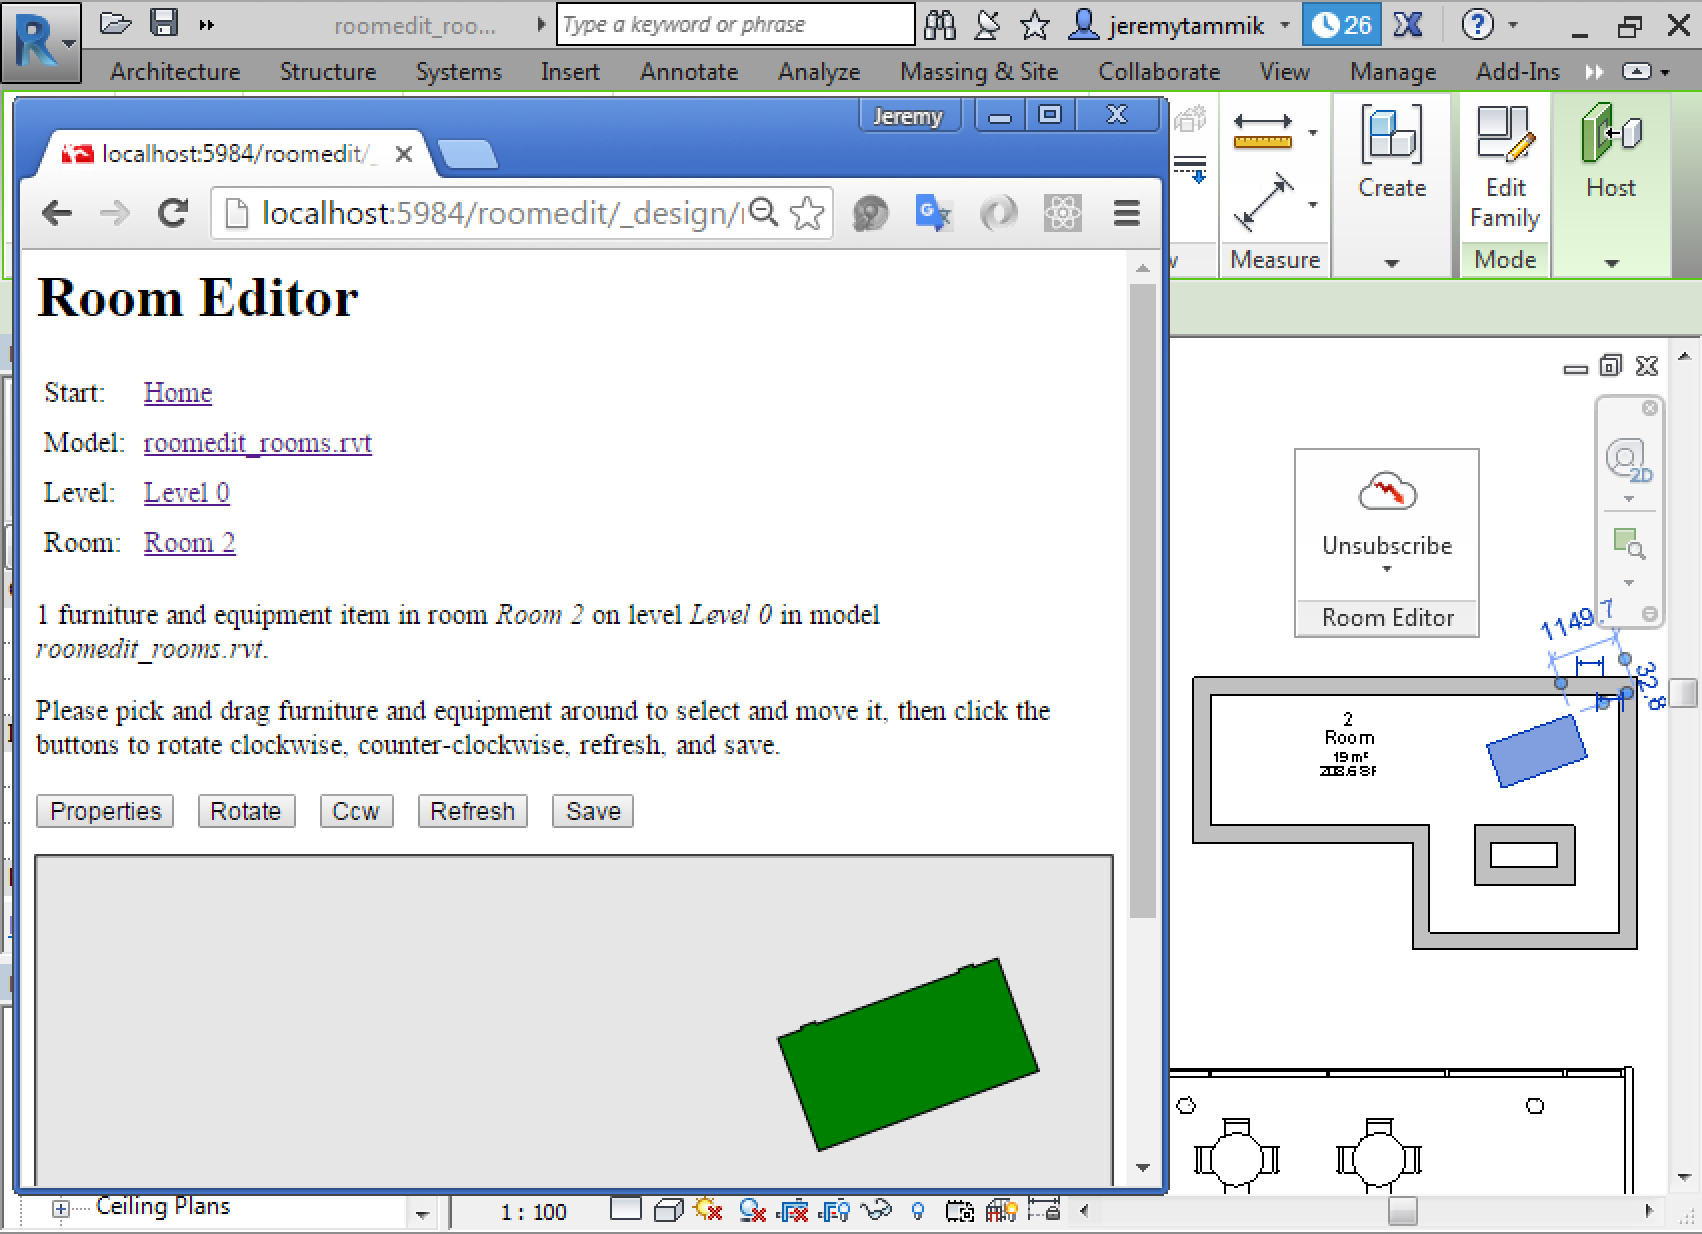 roomedit_roo...
Type a keyword or phrase
jeremytammik
26
Architecture Structure Systems Insert Annotate Analyze Massing & Site Collaborate View Manage Add-Ins
Jeremy
localhost:5984/roomedit/_
localhost:5984/roomedit/_design/r
Measure
Create
Edit
Family
Mode
Host
Room Editor
Start: Home
Model: roomedit_rooms.rvt
Level: Level 0
Room: Room 2
1 furniture and equipment item in room Room 2 on level Level 0 in model
roomedit_rooms.rvt.
Please pick and drag furniture and equipment around to select and move it, then click the
buttons to rotate clockwise, counter-clockwise, refresh, and save.
Properties Rotate Ccw Refresh Save
2D
Unsubscribe
Room Editor
1149.7
32.8
2
Room
19 m²
208.6 SF
Ceiling Plans
1 : 100